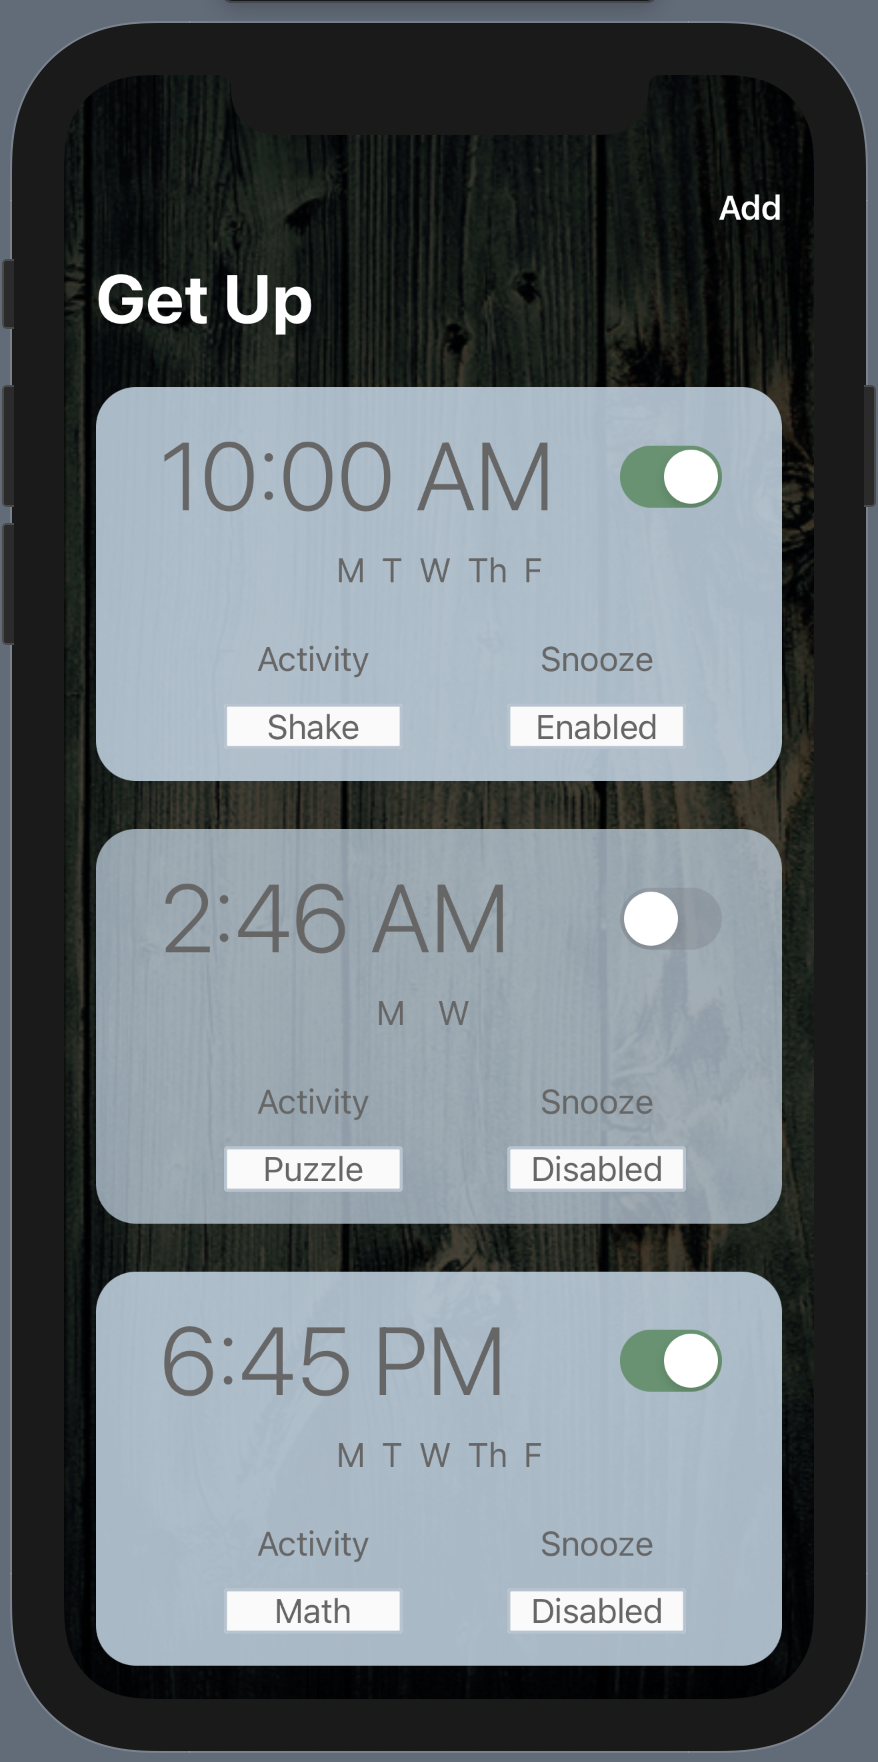 Add
Get Up
10:00 AM
M T W Th F
Activity Snooze
Shake Enabled
2:46 AM
M W
Activity Snooze
Puzzle Disabled
6:45 PM
M T W Th F
Activity Snooze
Math Disabled